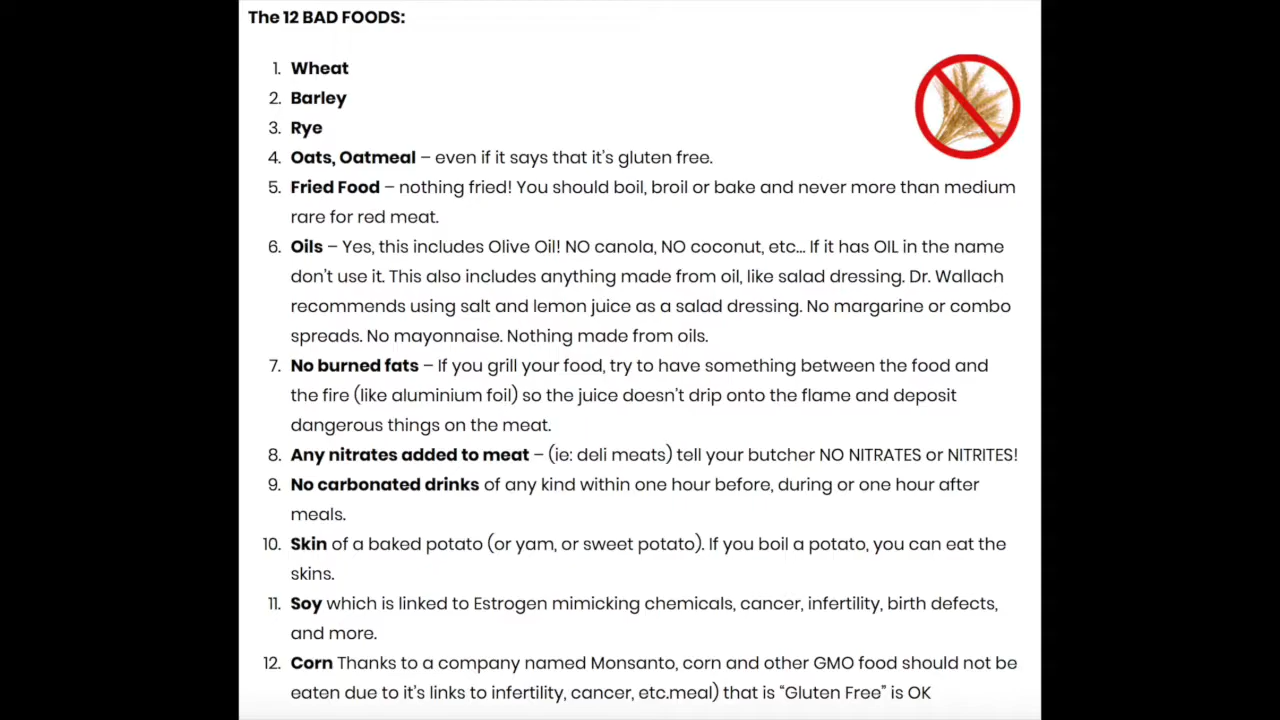 The 12 BAD FOODS:
1. Wheat
2. Barley
3. Rye
4. Oats, Oatmeal – even if it says that it's gluten free.
5. Fried Food – nothing fried! You should boil, broil or bake and never more than medium
rare for red meat.
6. Oils – Yes, this includes Olive Oil! NO canola, NO coconut, etc... If it has OIL in the name
don't use it. This also includes anything made from oil, like salad dressing. Dr. Wallach
recommends using salt and lemon juice as a salad dressing. No margarine or combo
spreads. No mayonnaise. Nothing made from oils.
7. No burned fats – If you grill your food, try to have something between the food and
the fire (like aluminium foil) so the juice doesn't drip onto the flame and deposit
dangerous things on the meat.
8. Any nitrates added to meat – (ie: deli meats) tell your butcher NO NITRATES or NITRITES!
9. No carbonated drinks of any kind within one hour before, during or one hour after
meals.
10. Skin of a baked potato (or yam, or sweet potato). If you boil a potato, you can eat the
skins.
11. Soy which is linked to Estrogen mimicking chemicals, cancer, infertility, birth defects,
and more.
12. Corn Thanks to a company named Monsanto, corn and other GMO food should not be
eaten due to it's links to infertility, cancer, etc.meal) that is "Gluten Free" is OK